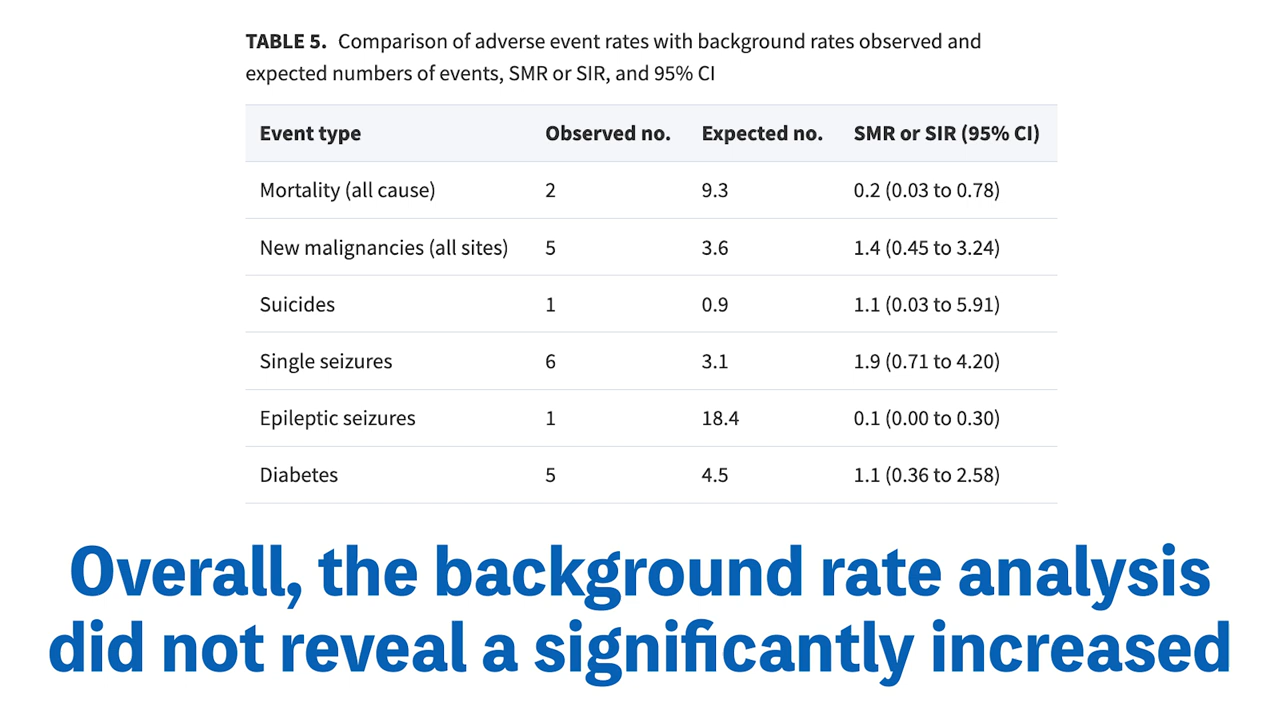 TABLE 5. Comparison of adverse event rates with background rates observed and
expected numbers of events, SMR or SIR, and 95% CI
Event type Observed no. Expected no. SMR or SIR (95% CI)
Mortality (all cause) 2 9.3 0.2 (0.03 to 0.78)
New malignancies (all sites) 5 3.6 1.4 (0.45 to 3.24)
Suicides 1 0.9 1.1 (0.03 to 5.91)
Single seizures 6 3.1 1.9 (0.71 to 4.20)
Epileptic seizures 1 18.4 0.1 (0.00 to 0.30)
Diabetes 5 4.5 1.1 (0.36 to 2.58)
Overall, the background rate analysis
did not reveal a significantly increased